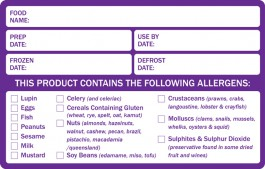 FOOD
NAME:
PREP
DATE:
USE BY
DATE:
FROZEN
DATE:
DEFROST
DATE:
THIS PRODUCT CONTAINS THE FOLLOWING ALLERGENS:
Lupin
Eggs
Fish
Peanuts
Sesame
Milk
Mustard
Celery (and celeriac)
Cereals Containing Gluten
(wheat, rye, spelt, oat, kamut)
Nuts (almonds, hazelnuts,
walnut, cashew, pecan, brazil,
pistachio, macadamia
(queensland)
Soy Beans (edamame, miso, tofu)
Crustaceans (prawns, crabs,
langoustine, lobster & crayfish)
Molluscs (clams, snails, mussels,
whelks, oysters & squid)
Sulphites & Sulphur Dioxide
(preservative found in some dried
fruit and wines)